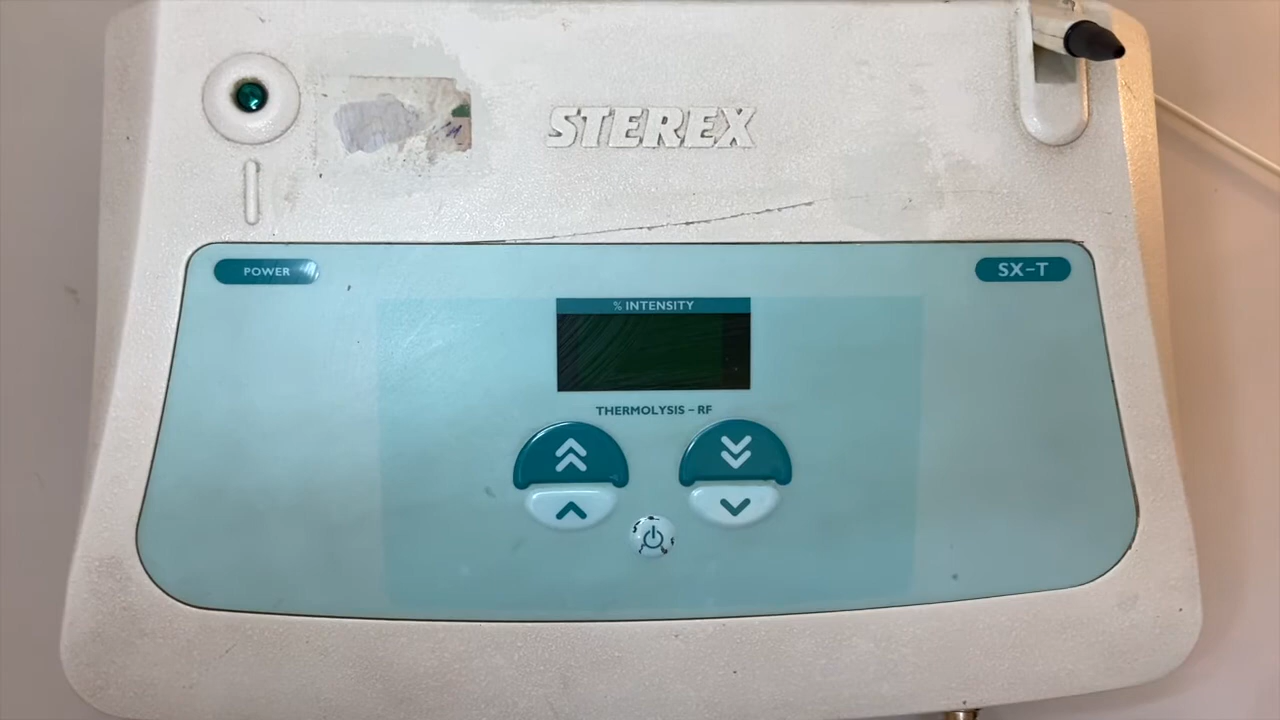 STEREX
POWER
SX-T
% INTENSITY
THERMOLYSIS - RF